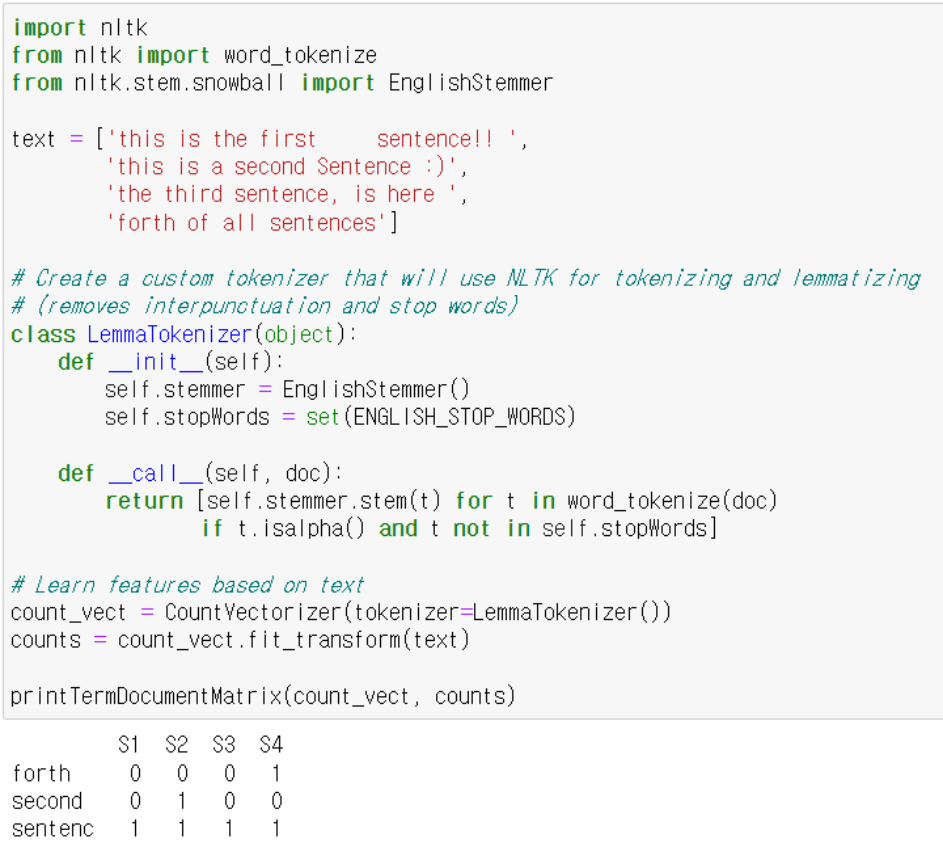 import nltk
from nltk import word_tokenize
from nltk.stem.snowball import EnglishStemmer

text = ['this is the first    sentence!! ',
        'this is a second Sentence :)',
        'the third sentence, is here ',
        'forth of all sentences']

# Create a custom tokenizer that will use NLTK for tokenizing and lemmatizing
# (removes interpunctuation and stop words)
class LemmaTokenizer(object):
    def __init__(self):
        self.stemmer = EnglishStemmer()
        self.stopWords = set(ENGLISH_STOP_WORDS)

    def __call__(self, doc):
        return [self.stemmer.stem(t) for t in word_tokenize(doc)
                if t.isalpha() and t not in self.stopWords]

# Learn features based on text
count_vect = CountVectorizer(tokenizer=LemmaTokenizer())
counts = count_vect.fit_transform(text)

printTermDocumentMatrix(count_vect, counts)

         S1  S2  S3  S4
forth     0   0   0   1
second    0   1   0   0
sentenc   1   1   1   1